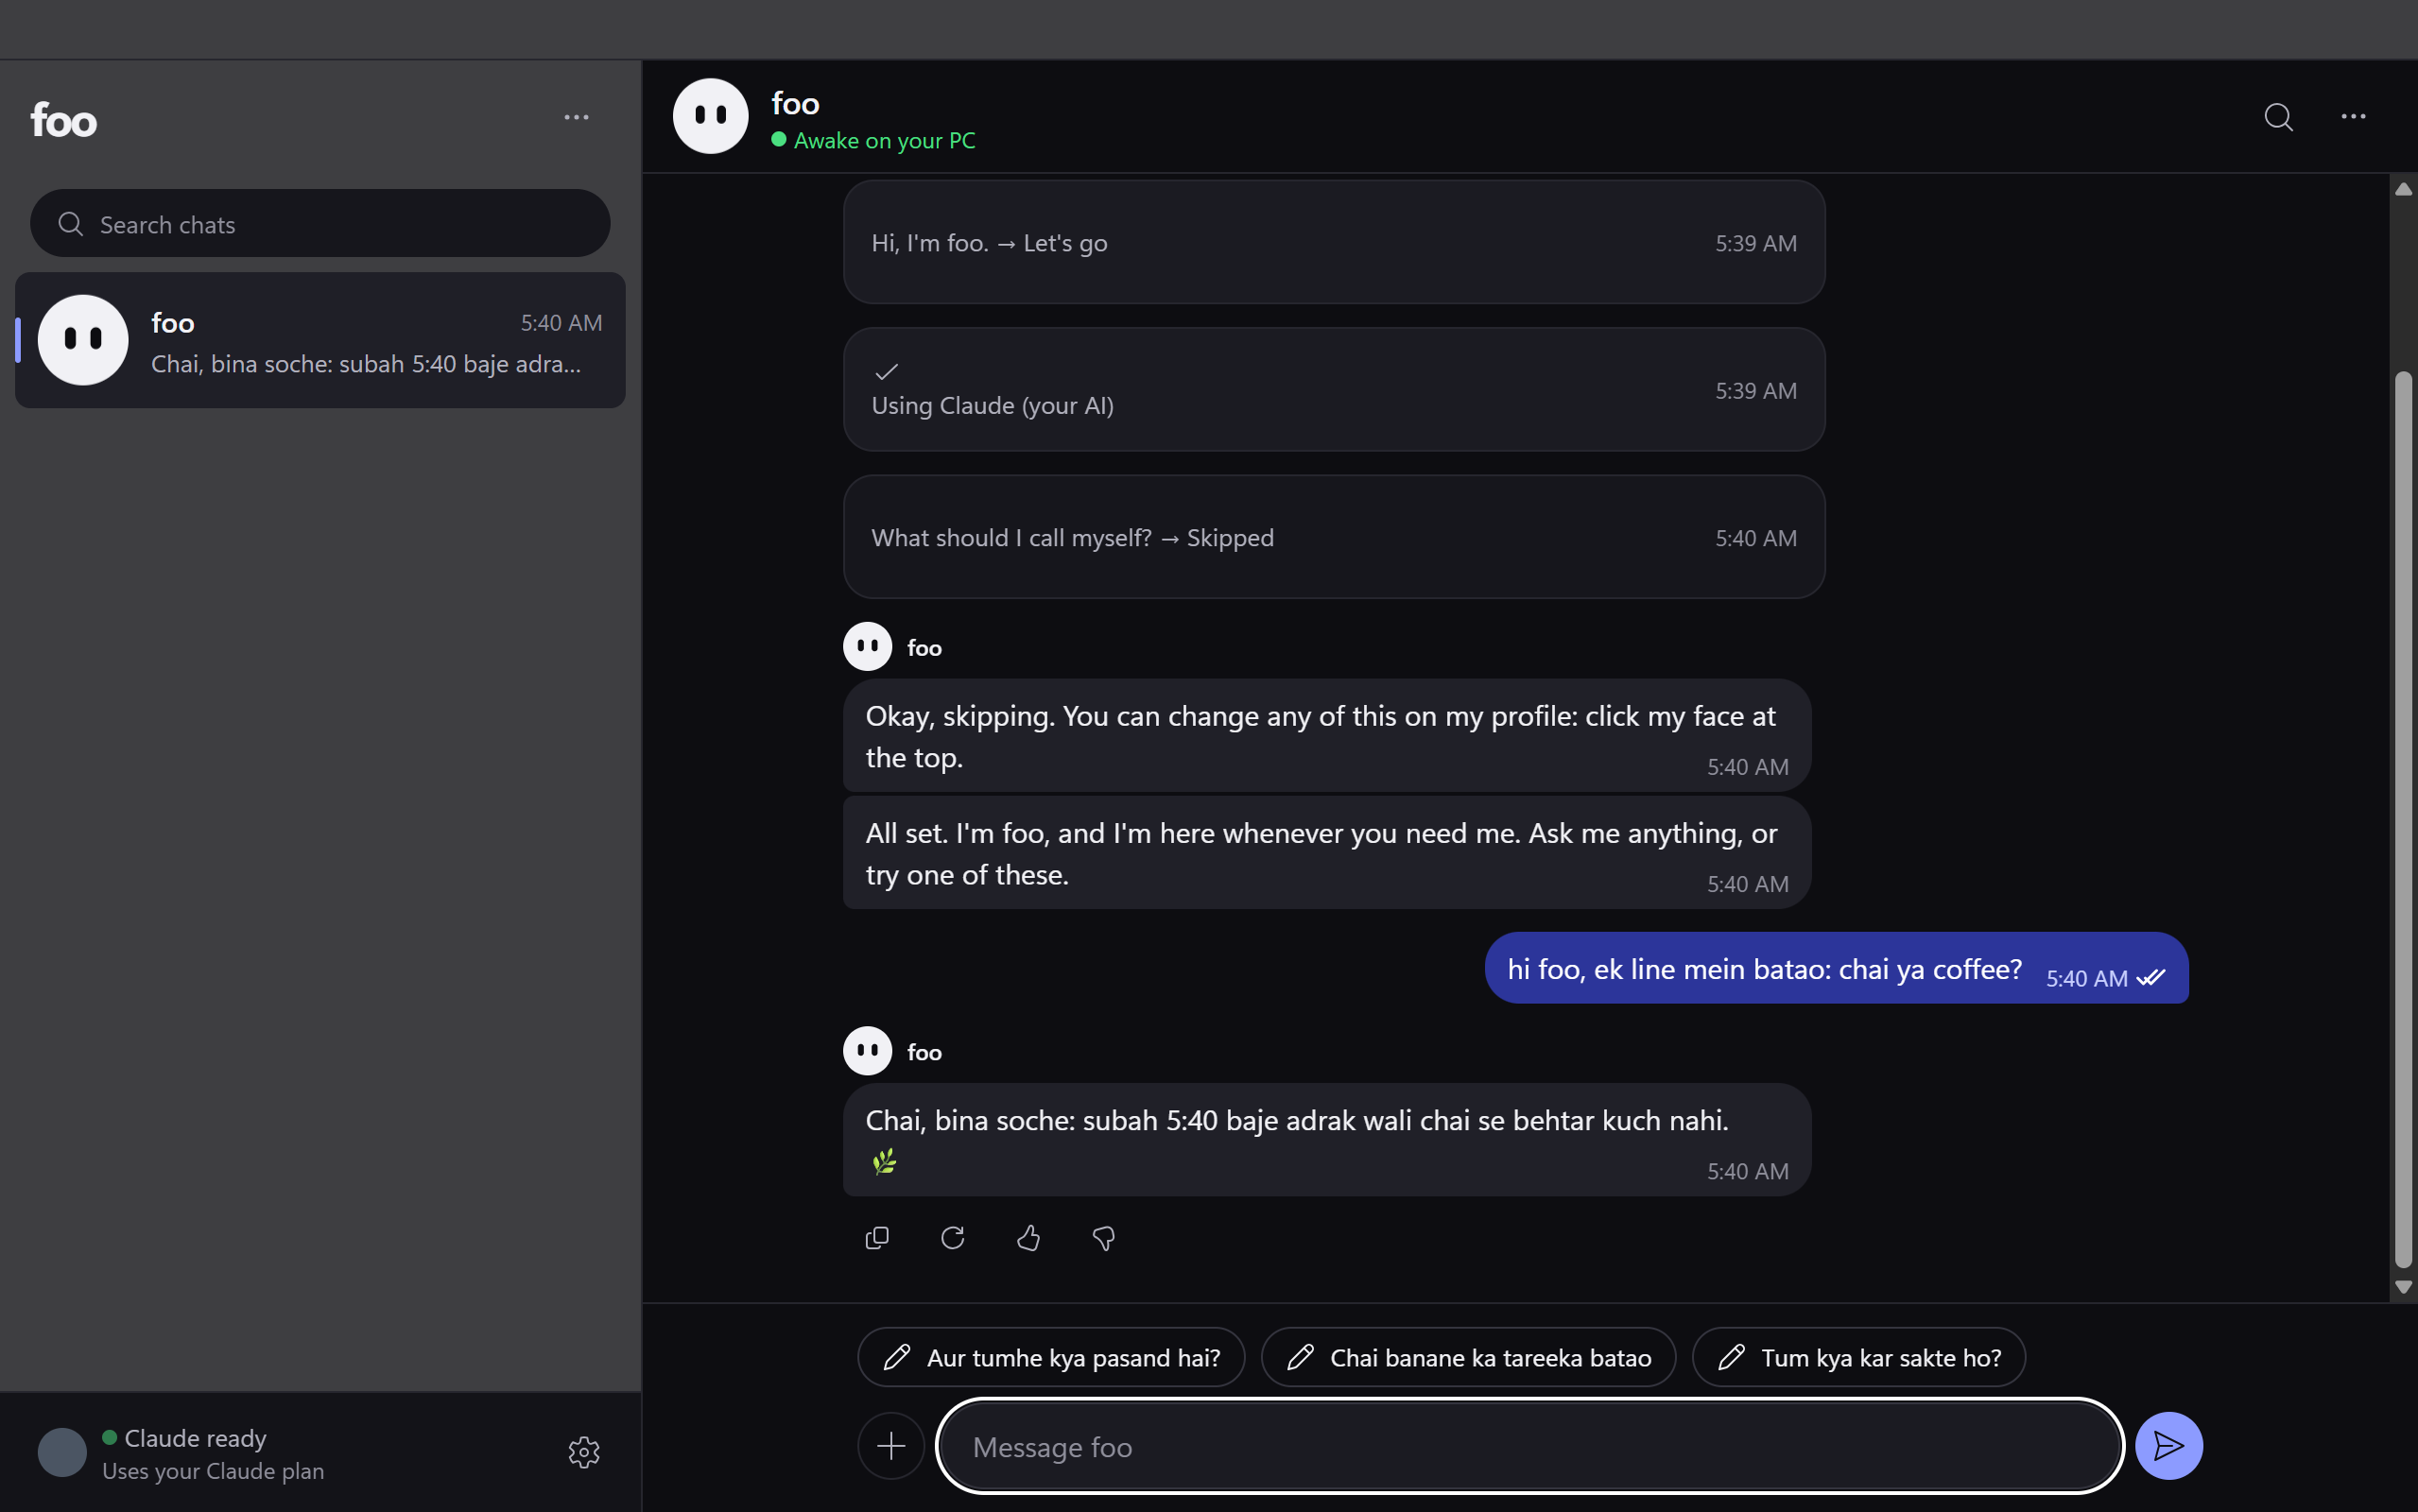 foo
Search chats
foo
5:40 AM
Chai, bina soche: subah 5:40 baje adra...
Claude ready
Uses your Claude plan
foo
Awake on your PC
Hi, I'm foo. → Let's go
5:39 AM
Using Claude (your AI)
5:39 AM
What should I call myself? → Skipped
5:40 AM
foo
Okay, skipping. You can change any of this on my profile: click my face at
the top.
5:40 AM
All set. I'm foo, and I'm here whenever you need me. Ask me anything, or
try one of these.
5:40 AM
hi foo, ek line mein batao: chai ya coffee?
5:40 AM
foo
Chai, bina soche: subah 5:40 baje adrak wali chai se behtar kuch nahi.
🌿
5:40 AM
Aur tumhe kya pasand hai?
Chai banane ka tareeka batao
Tum kya kar sakte ho?
Message foo